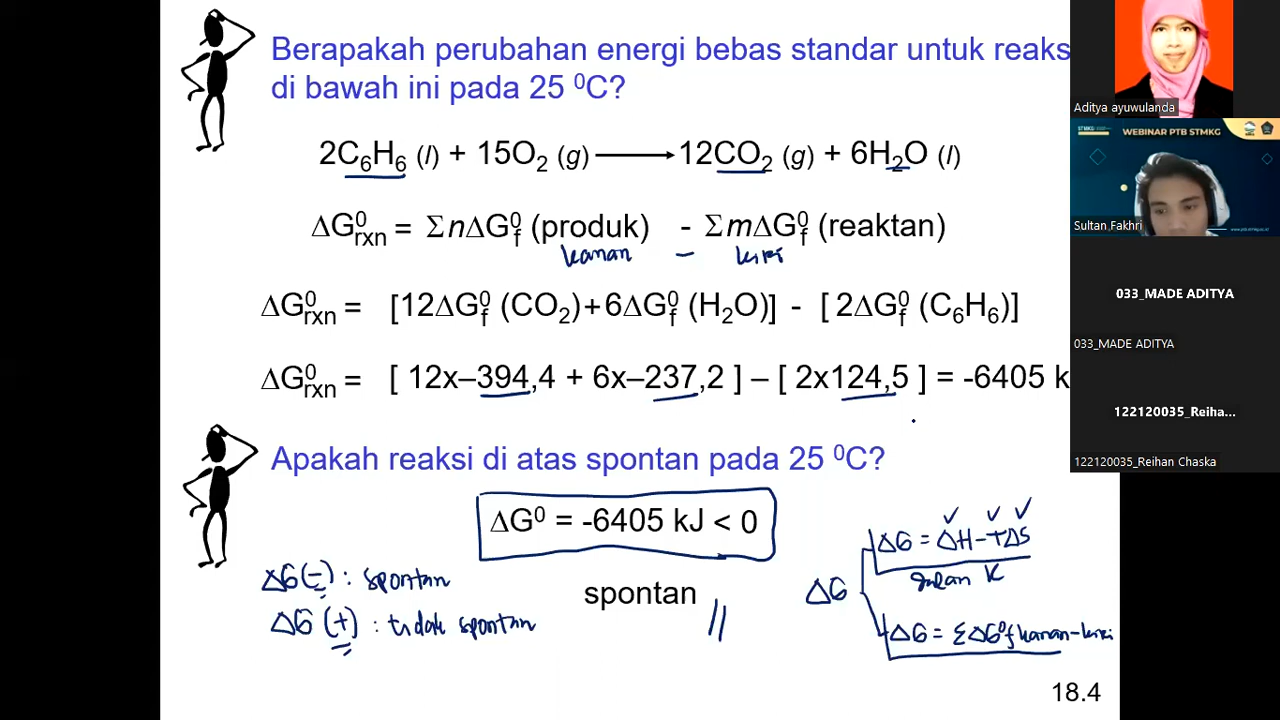 Berapakah perubahan energi bebas standar untuk reaks
di bawah ini pada 25 ⁰C?
2C₆H₆ (l) + 15O₂ (g) ⟶ 12CO₂ (g) + 6H₂O (l)
ΔG⁰rxn = ΣnΔG⁰f (produk) - ΣmΔG⁰f (reaktan)
kanan – kiri
ΔG⁰rxn = [12ΔG⁰f (CO₂)+6ΔG⁰f (H₂O)] - [ 2ΔG⁰f (C₆H₆)]
ΔG⁰rxn = [ 12x–394,4 + 6x–237,2 ] – [ 2x124,5 ] = -6405 k
Apakah reaksi di atas spontan pada 25 ⁰C?
ΔG⁰ = -6405 kJ < 0
spontan
ΔG(-) : spontan
ΔG (+) : tidak spontan
ΔG
ΔG = ΔH-TΔS
dalam K
ΔG = ΣΔG⁰f kanan-kiri
18.4
Aditya ayuwulanda
STMKG
WEBINAR PTB STMKG
Sultan Fakhri
033_MADE ADITYA
033_MADE ADITYA
122120035_Reiha...
122120035_Reihan Chaska